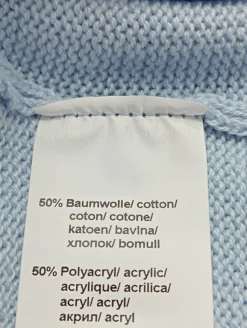 50% Baumwolle/ cotton/
coton/ cotone/
katoen/ bavlna/
хлопок/ bomull
50% Polyacryl/ acrylic/
acrylique/ acrilica/
acryl/ acryl/
акрил/ acryl